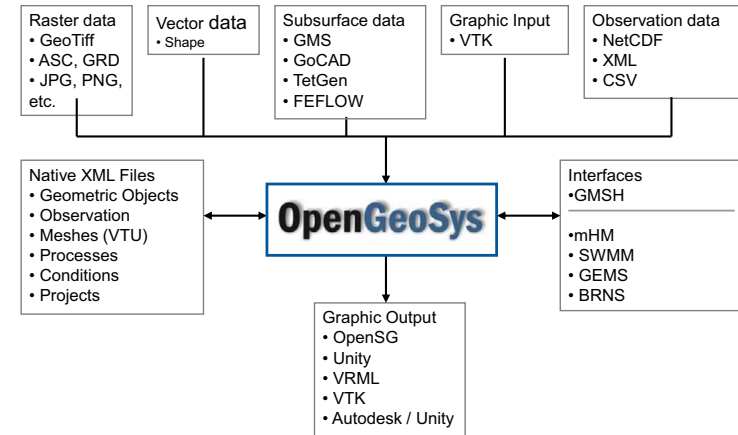 Raster data
• GeoTiff
• ASC, GRD
• JPG, PNG,
etc.
Vector data
• Shape
Subsurface data
• GMS
• GoCAD
• TetGen
• FEFLOW
Graphic Input
• VTK
Observation data
• NetCDF
• XML
• CSV
Native XML Files
• Geometric Objects
• Observation
• Meshes (VTU)
• Processes
• Conditions
• Projects
OpenGeoSys
Interfaces
•GMSH
•mHM
• SWMM
• GEMS
• BRNS
Graphic Output
• OpenSG
• Unity
• VRML
• VTK
• Autodesk / Unity